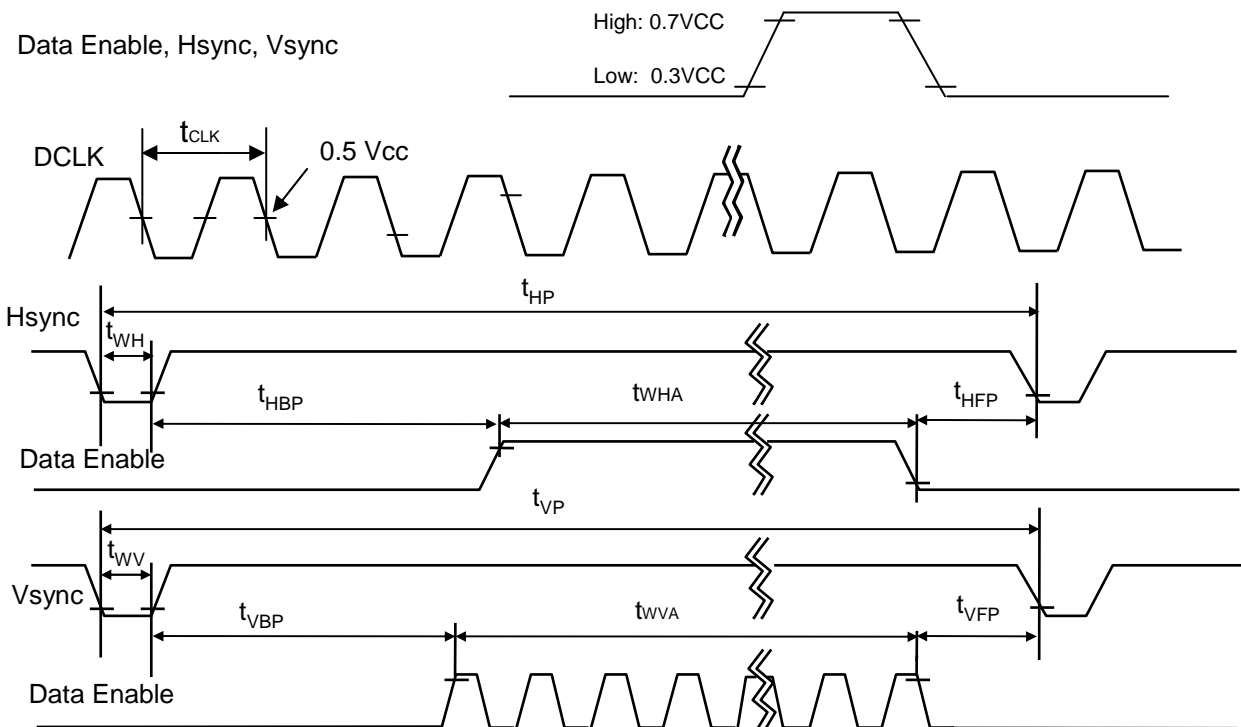 High: 0.7VCC
Data Enable, Hsync, Vsync
Low: 0.3VCC
tCLK
DCLK
0.5 Vcc
tHP
Hsync
tWH
tHBP
tWHA
tHFP
Data Enable
tVP
tWV
Vsync
tVBP
tWVA
tVFP
Data Enable